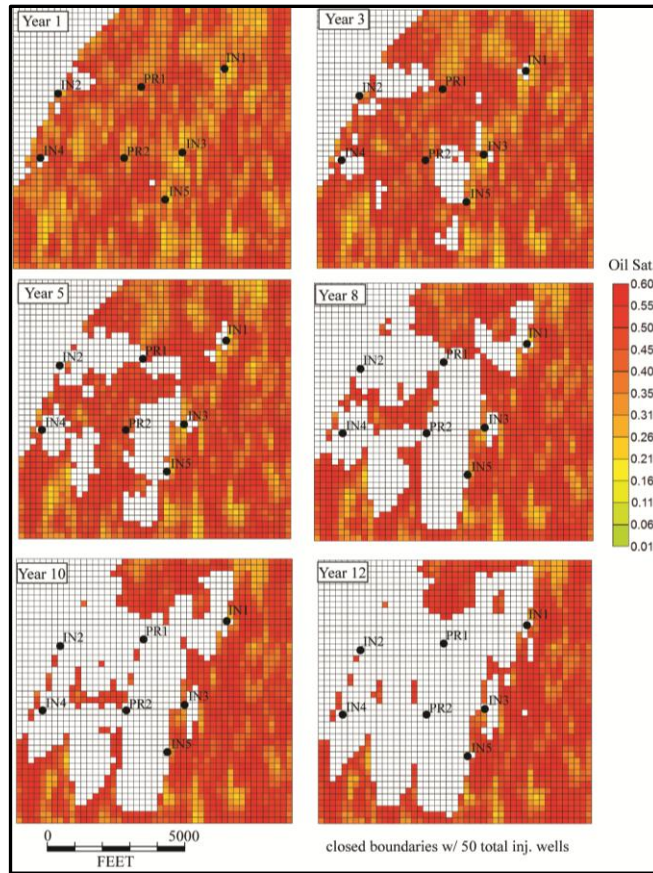 Year 1
IN1
IN2
PR1
IN3
IN4
PR2
IN5
Year 3
IN1
IN2
PR1
IN3
IN4
PR2
IN5
Oil Sat
0.60
0.55
0.50
0.45
0.40
0.35
0.31
0.26
0.16
0.11
0.06
0.01
Year 5
IN1
PR1
IN2
IN3
IN4
PR2
IN5
Year 8
IN1
PR1
IN2
IN3
IN4
PR2
IN5
Year 10
IN1
PR1
IN2
IN3
IN4
PR2
IN5
Year 12
IN1
PR1
IN2
IN3
IN4
PR2
IN5
0 5000
FEET
closed boundaries w/ 50 total inj. wells